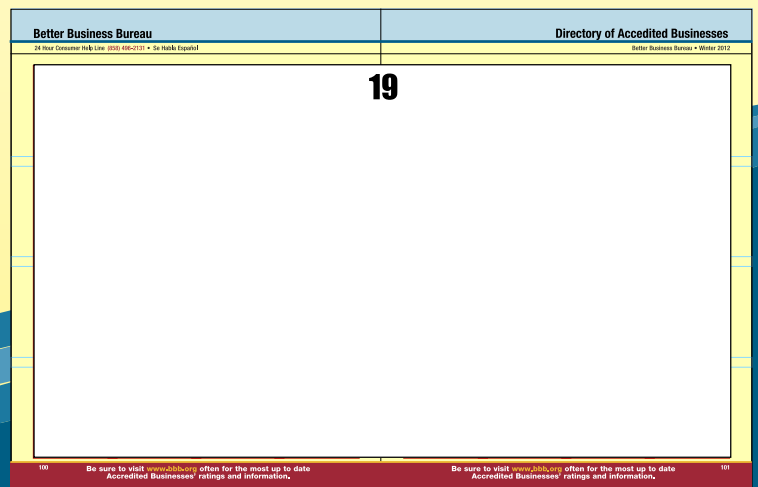 Better Business Bureau
Directory of Accedited Businesses
24 Hour Consumer Help Line (858) 496-2131 • Se Habla Español
Better Business Bureau • Winter 2012
19
100
Be sure to visit www.bbb.org often for the most up to date
Accredited Businesses' ratings and information.
Be sure to visit www.bbb.org often for the most up to date
Accredited Businesses' ratings and information.
101